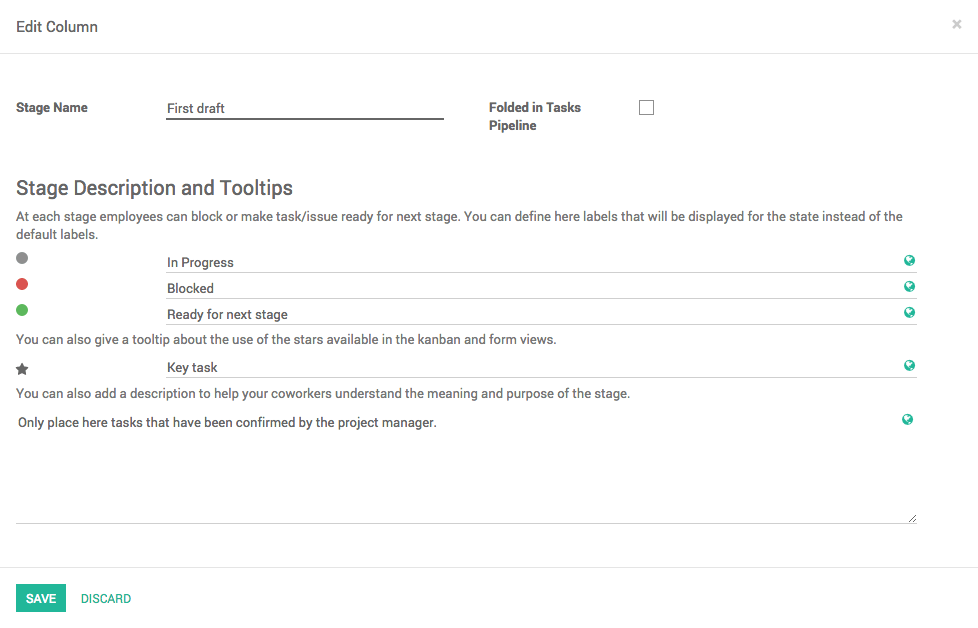 Edit Column
×
Stage Name
First draft
Folded in Tasks
Pipeline
Stage Description and Tooltips
At each stage employees can block or make task/issue ready for next stage. You can define here labels that will be displayed for the state instead of the
default labels.
In Progress
Blocked
Ready for next stage
You can also give a tooltip about the use of the stars available in the kanban and form views.
Key task
You can also add a description to help your coworkers understand the meaning and purpose of the stage.
Only place here tasks that have been confirmed by the project manager.
SAVE DISCARD